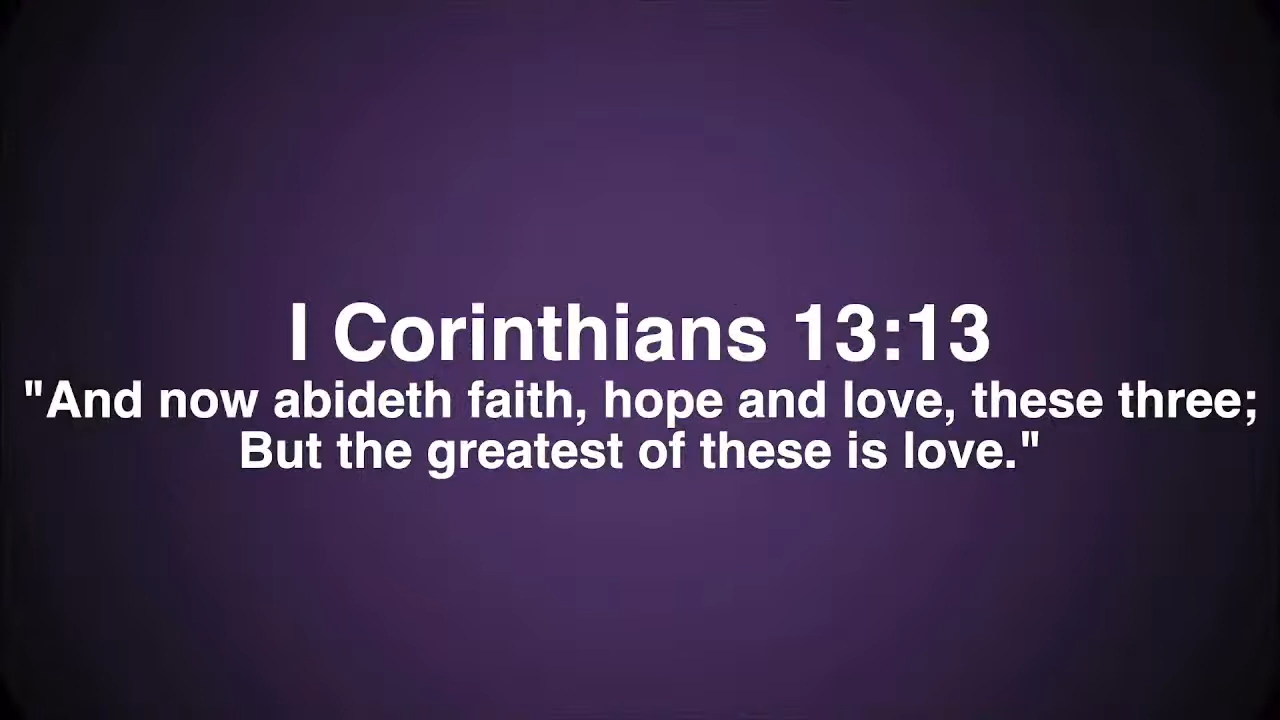 I Corinthians 13:13
"And now abideth faith, hope and love, these three;
But the greatest of these is love."